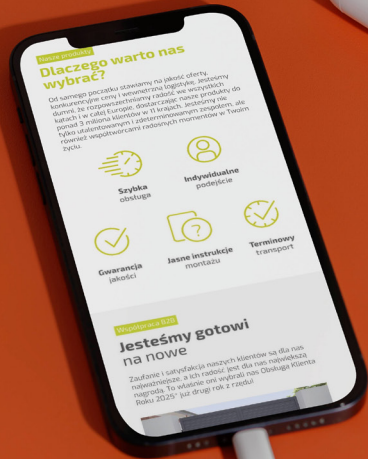 Nasze produkty
Dlaczego warto nas
wybrać?
Od samego początku stawiamy na jakość oferty,
konkurencyjne ceny i wewnętrzną logistykę. Jesteśmy
dumni, że rozpowszechniamy radość we wszystkich
kątach i w całej Europie, dostarczając nasze produkty do
ponad 3 miliona klientów w 11 krajach. Jesteśmy nie
tylko utalentowanym i zdeterminowanym zespołem, ale
również współtwórcami radosnych momentów w Twoim
życiu.
Szybka
obsługa
Indywidualne
podejście
?
Gwarancja
jakości
Jasne instrukcje
montażu
Terminowy
transport
Współpraca B2B
Jesteśmy gotowi
na nowe
Zaufanie i satysfakcja naszych klientów są dla nas
najważniejsze, a ich radość jest dla nas największą
nagrodą. To właśnie oni wybrali nas Obsługą Klienta
Roku 2025" już drugi rok z rzędu!